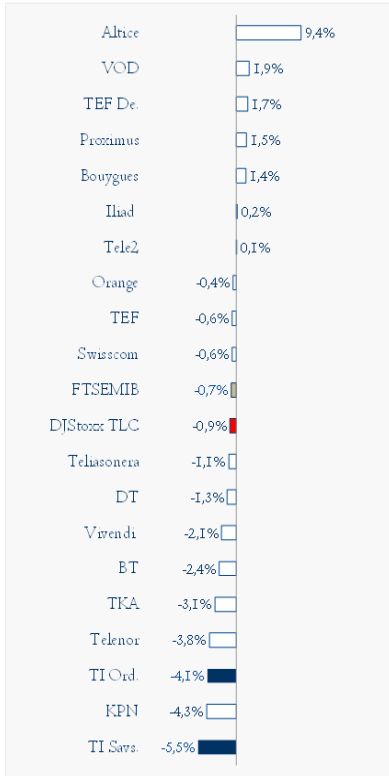 Altice 9,4%
VOD 1,9%
TEF De. 1,7%
Proximus 1,5%
Bouygues 1,4%
Iliad 0,2%
Tele2 0,1%
Orange -0,4%
TEF -0,6%
Swisscom -0,6%
FTSEMIB -0,7%
DJStoxx TLC -0,9%
Teliasonera -1,1%
DT -1,3%
Vivendi -2,1%
BT -2,4%
TKA -3,1%
Telenor -3,8%
TI Ord. -4,1%
KPN -4,3%
TI Savs. -5,5%